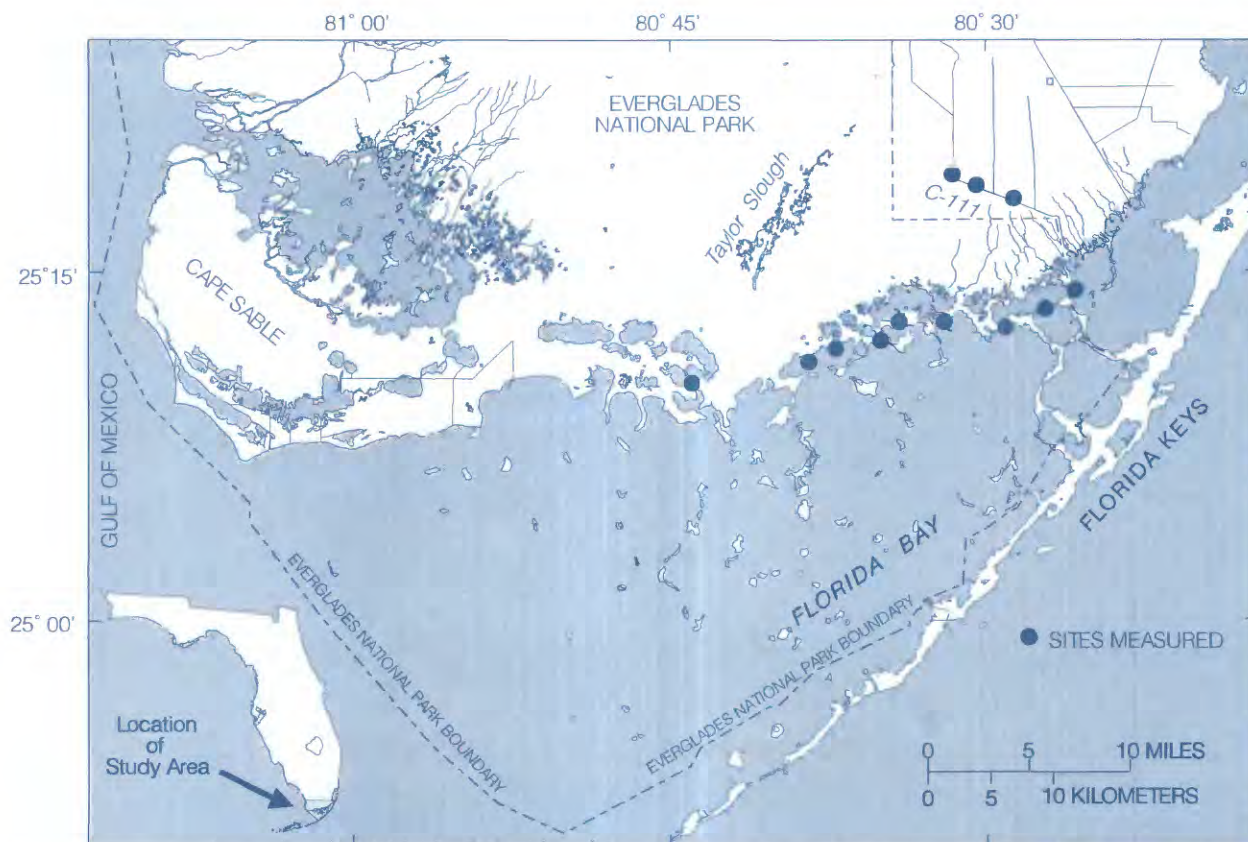 81° 00'
80° 45'
80° 30'
EVERGLADES
NATIONAL PARK
Taylor Slough
C-111
25° 15'
CAPE SABLE
GULF OF MEXICO
FLORIDA KEYS
FLORIDA BAY
EVERGLADES NATIONAL PARK BOUNDARY
EVERGLADES NATIONAL PARK BOUNDARY
25° 00'
SITES MEASURED
Location
of
Study Area
0 5 10 MILES
0 5 10 KILOMETERS